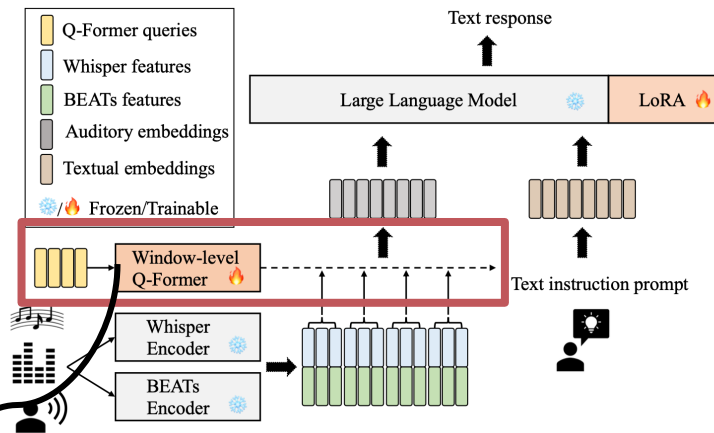 Text response
Q-Former queries
Whisper features
BEATs features
Auditory embeddings
Textual embeddings
/ Frozen/Trainable
Large Language Model
LoRA
Window-level
Q-Former
Text instruction prompt
Whisper
Encoder
BEATs
Encoder